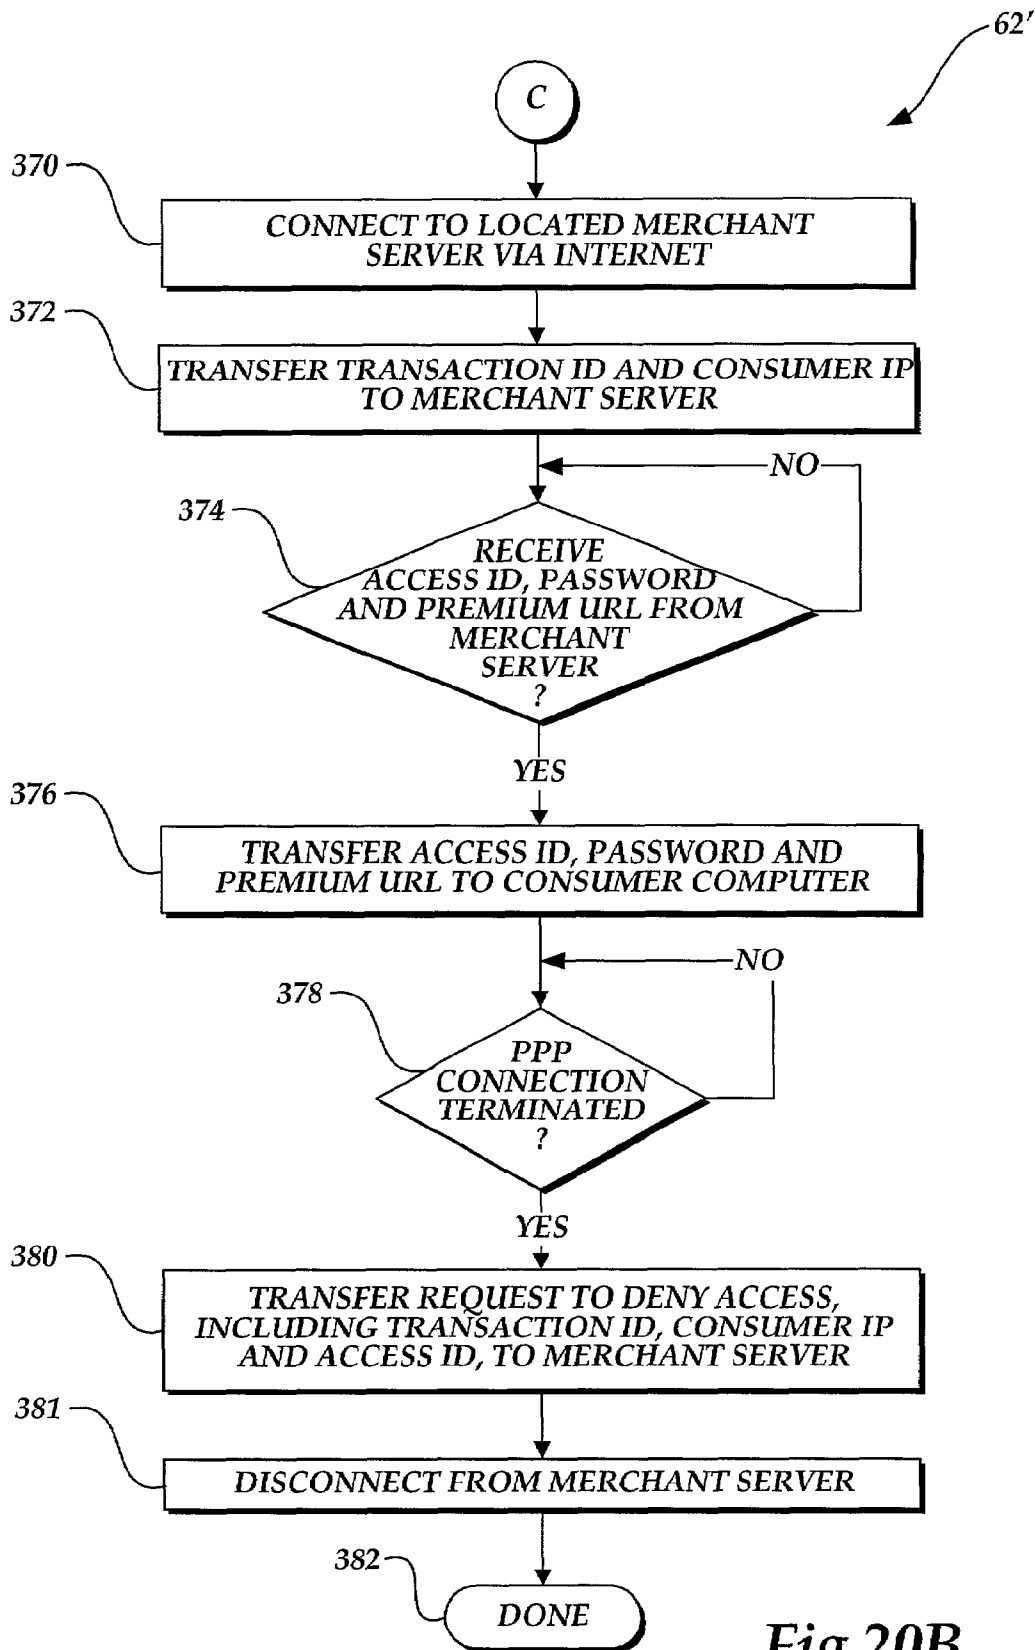 62'
C
370
CONNECT TO LOCATED MERCHANT
SERVER VIA INTERNET
372
TRANSFER TRANSACTION ID AND CONSUMER IP
TO MERCHANT SERVER
NO
374
RECEIVE
ACCESS ID, PASSWORD
AND PREMIUM URL FROM
MERCHANT
SERVER
?
YES
376
TRANSFER ACCESS ID, PASSWORD AND
PREMIUM URL TO CONSUMER COMPUTER
NO
378
PPP
CONNECTION
TERMINATED
?
YES
380
TRANSFER REQUEST TO DENY ACCESS,
INCLUDING TRANSACTION ID, CONSUMER IP
AND ACCESS ID, TO MERCHANT SERVER
381
DISCONNECT FROM MERCHANT SERVER
382
DONE
Fig.20B